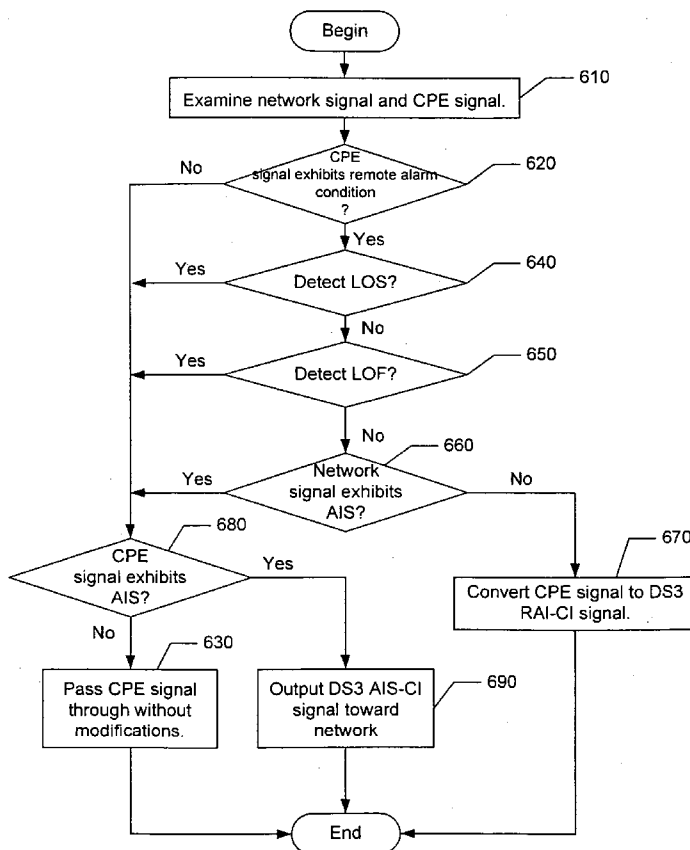 Begin
Examine network signal and CPE signal.
610
CPE
signal exhibits remote alarm
condition
?
620
No
Yes
Detect LOS?
640
Yes
No
Detect LOF?
650
Yes
No
660
Network
signal exhibits
AIS?
Yes
No
680
CPE
signal exhibits
AIS?
Yes
No
670
Convert CPE signal to DS3
RAI-CI signal.
630
Pass CPE signal
through without
modifications.
Output DS3 AIS-CI
signal toward
network
690
End